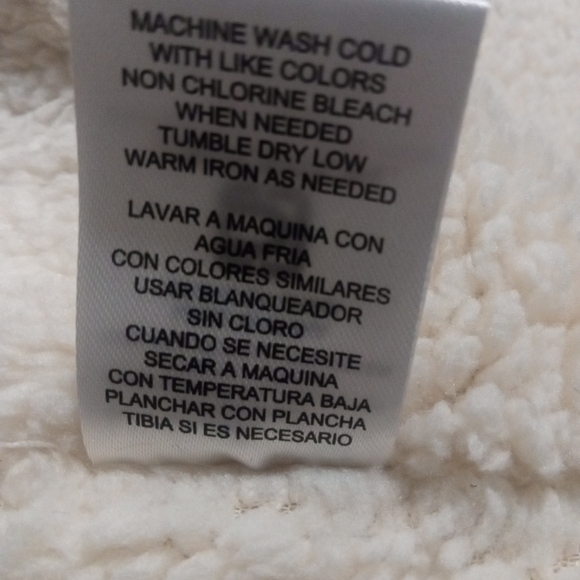 MACHINE WASH COLD
WITH LIKE COLORS
NON CHLORINE BLEACH
WHEN NEEDED
TUMBLE DRY LOW
WARM IRON AS NEEDED
LAVAR A MAQUINA CON
AGUA FRIA
CON COLORES SIMILARES
USAR BLANQUEADOR
SIN CLORO
CUANDO SE NECESITE
SECAR A MAQUINA
CON TEMPERATURA BAJA
PLANCHAR CON PLANCHA
TIBIA SI ES NECESARIO